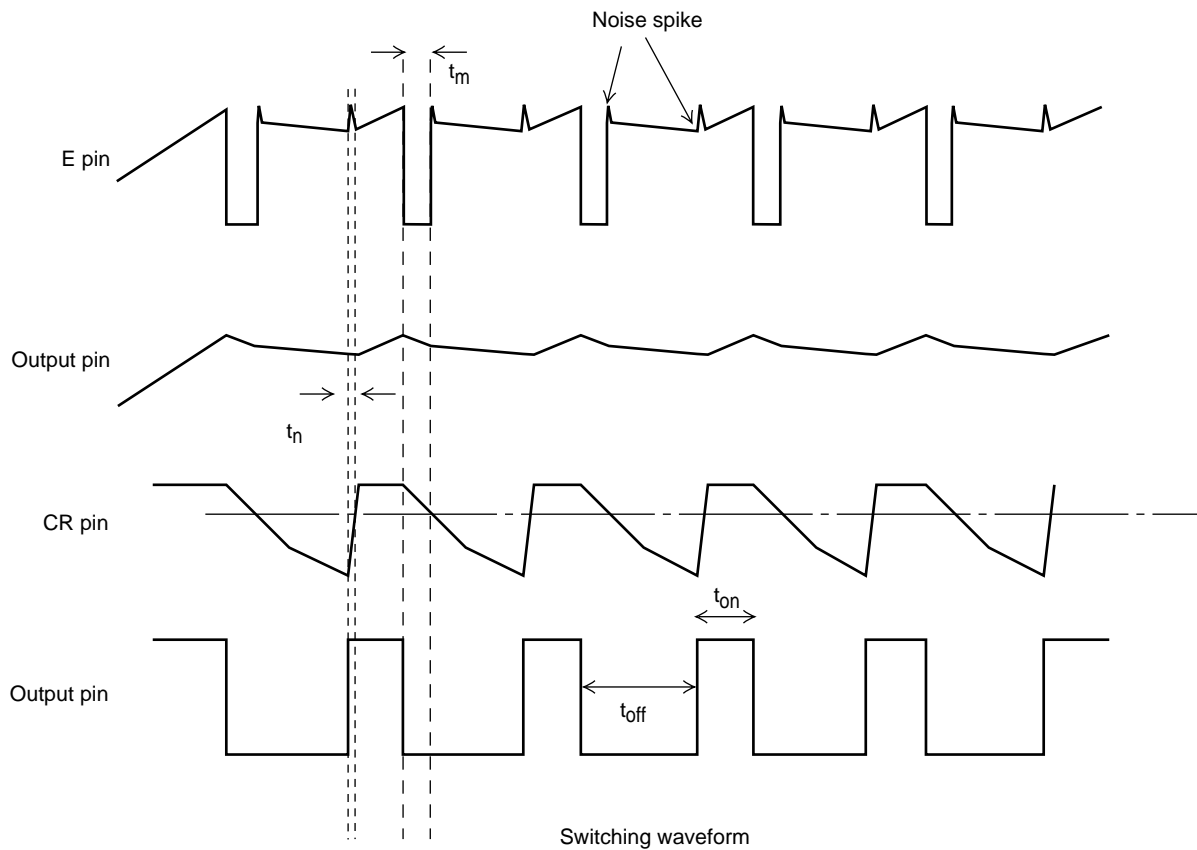 Noise spike
tm
E pin
Output pin
tn
CR pin
ton
Output pin
toff
Switching waveform